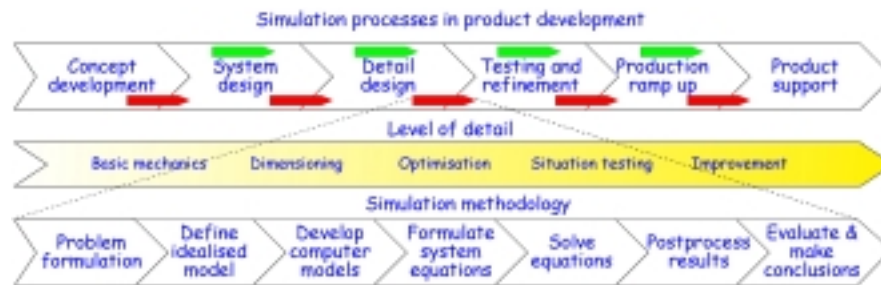 Simulation processes in product development
Concept development
System design
Detail design
Testing and refinement
Production ramp up
Product support
Level of detail
Basic mechanics
Dimensioning
Optimisation
Situation testing
Improvement
Simulation methodology
Problem formulation
Define idealised model
Develop computer models
Formulate system equations
Solve equations
Postprocess results
Evaluate & make conclusions